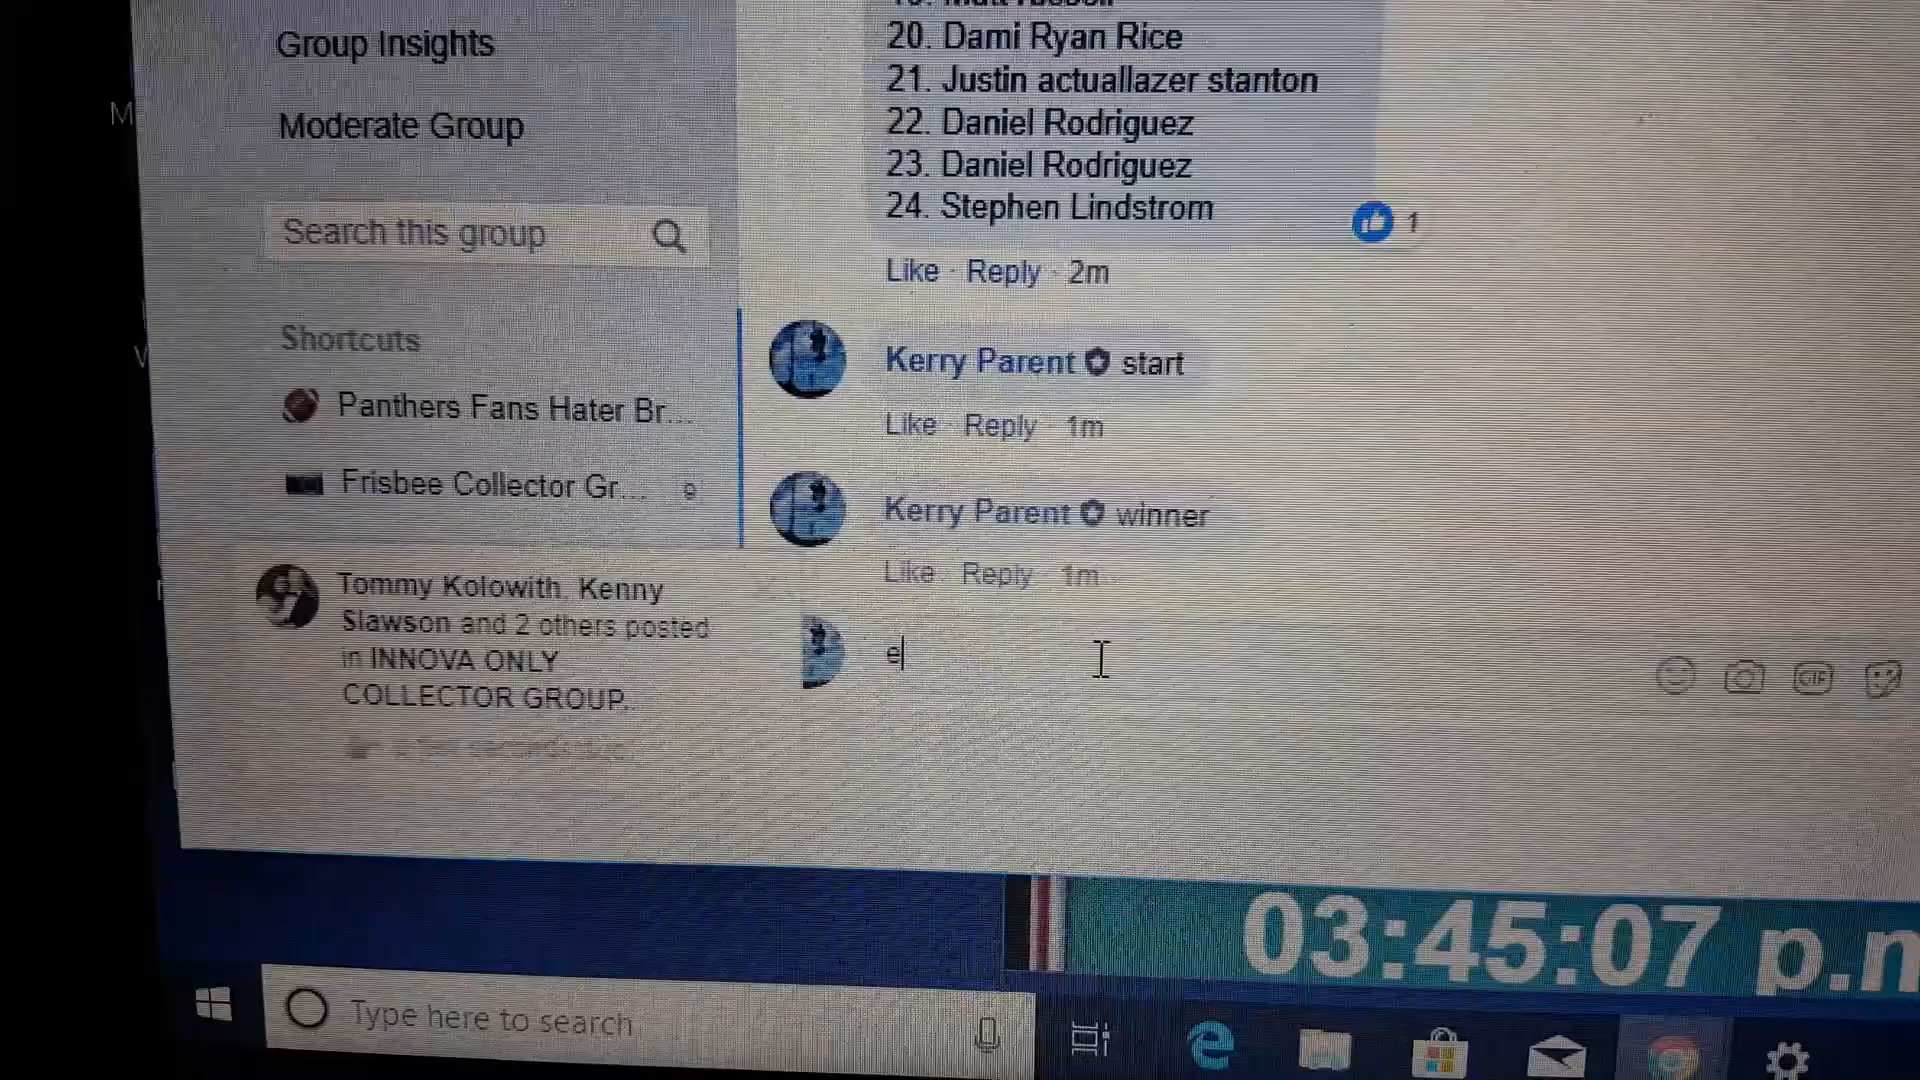 Group Insights
Moderate Group
Search this group
Shortcuts
Panthers Fans Hater Br...
Frisbee Collector Gr...
9
Tommy Kolowith, Kenny
Slawson and 2 others posted
in INNOVA ONLY
COLLECTOR GROUP.
20. Dami Ryan Rice
21. Justin actuallazer stanton
22. Daniel Rodriguez
23. Daniel Rodriguez
24. Stephen Lindstrom
1
Like · Reply · 2m
Kerry Parent start
Like · Reply · 1m
Kerry Parent winner
Like · Reply · 1m
e
GIF
03:45:07 p.m
Type here to search